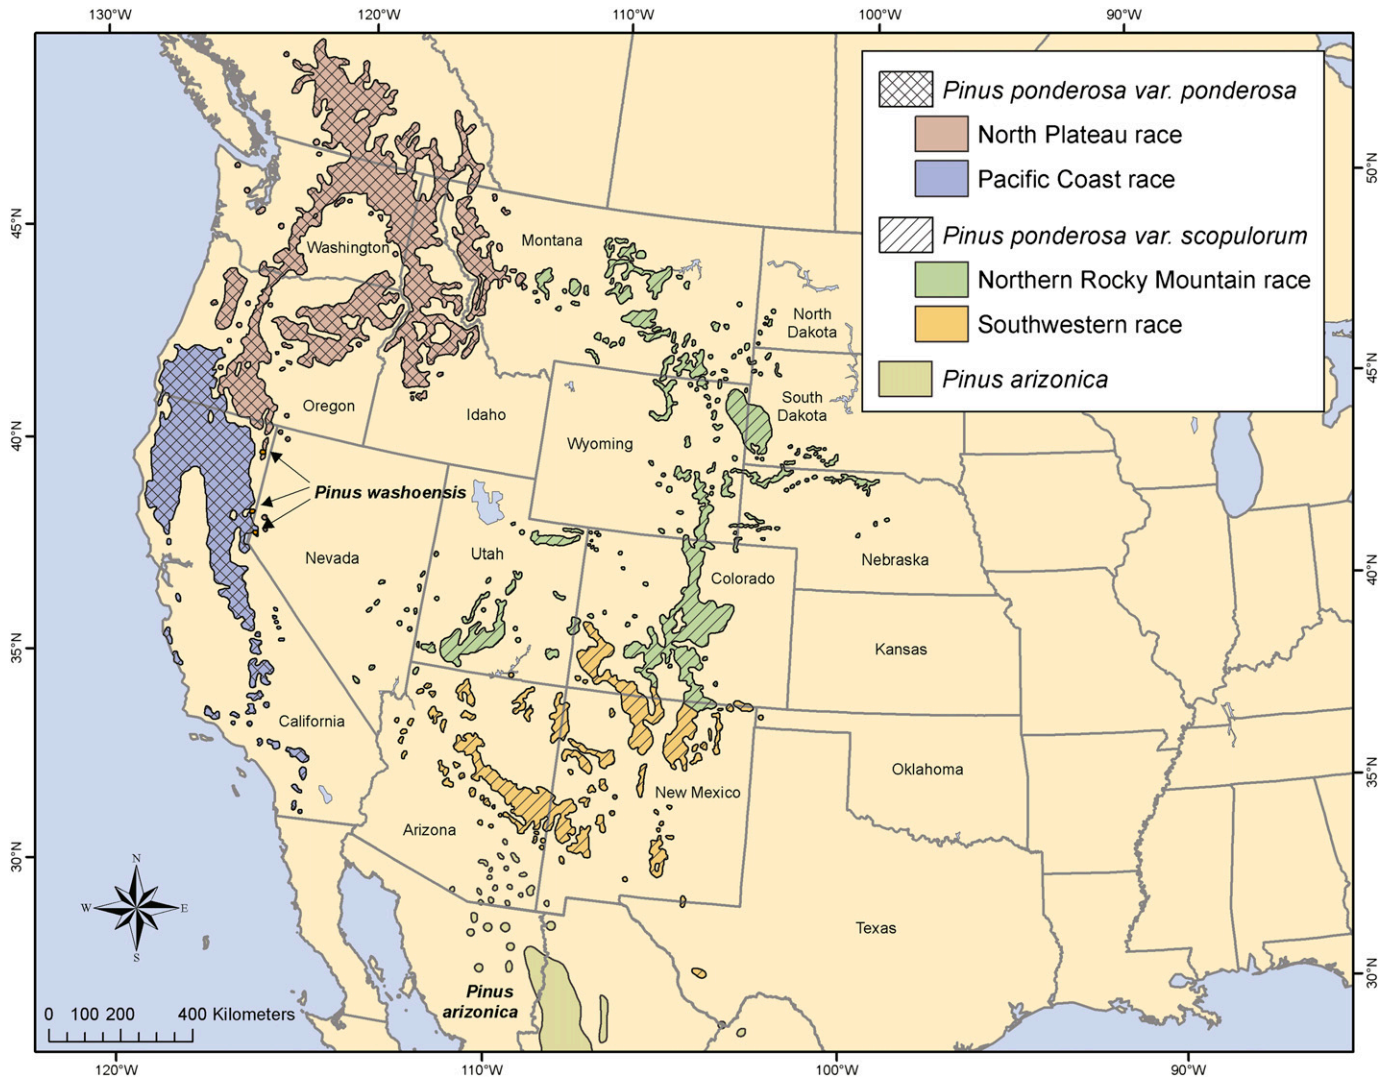 130°W 120°W 110°W 100°W 90°W
Pinus ponderosa var. ponderosa
North Plateau race
Pacific Coast race
Pinus ponderosa var. scopulorum
Northern Rocky Mountain race
Southwestern race
Pinus arizonica
50°N
45°N
45°N
40°N
40°N
35°N
35°N
30°N
30°N
Washington
Montana
North
Dakota
Oregon
Idaho
South
Dakota
Wyoming
Pinus washoensis
Nevada
Utah
Colorado
Nebraska
Kansas
California
Oklahoma
New Mexico
Arizona
Texas
N
W E
S
Pinus
arizonica
0 100 200 400 Kilometers
120°W 110°W 100°W 90°W